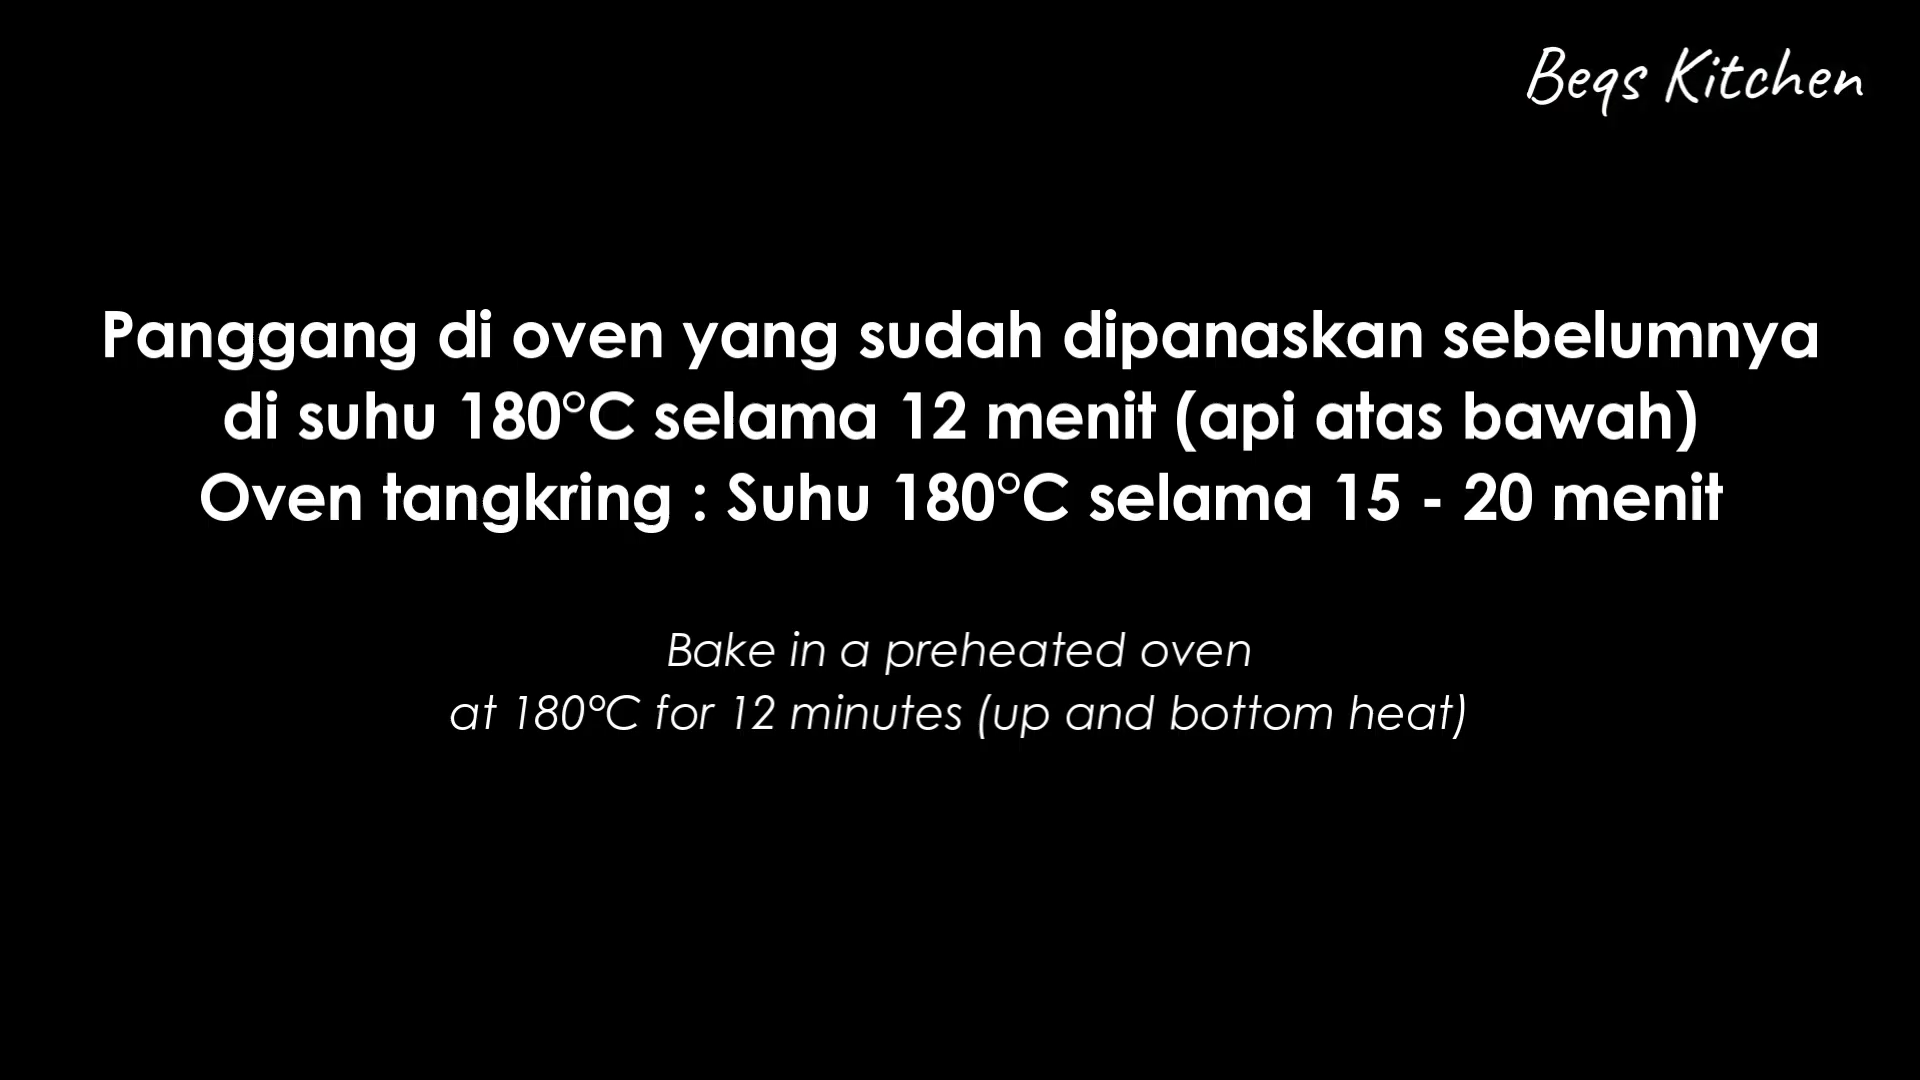 Beqs Kitchen
Panggang di oven yang sudah dipanaskan sebelumnya
di suhu 180°C selama 12 menit (api atas bawah)
Oven tangkring : Suhu 180°C selama 15 - 20 menit
Bake in a preheated oven
at 180°C for 12 minutes (up and bottom heat)